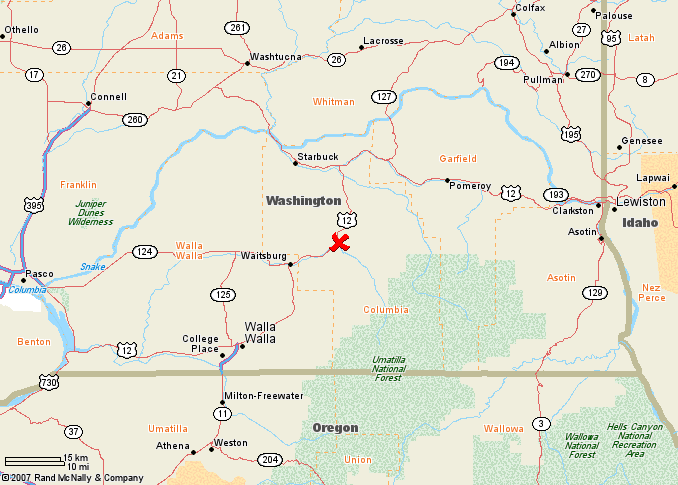 Colfax
Palouse
Othello
Adams
261
27
95
Latah
26
Lacrosse
Albion
Washtucna
26
194
17
21
Pullman
270
8
Connell
127
Whitman
260
195
Genesee
Starbuck
Garfield
Lapwai
Franklin
Pomeroy
12
193
Washington
Clarkston
Lewiston
395
Juniper
Dunes
Wilderness
12
Idaho
Asotin
124
Walla
Walla
Waitsburg
Snake
Pasco
Asotin
Columbia
125
129
Nez
Perce
Columbia
Benton
College
Place
Walla
Walla
12
Umatilla
National
Forest
730
Milton-Freewater
11
Umatilla
Oregon
3
Wallowa
Hells Canyon
National
Recreation
Area
37
Weston
Wallowa
National
Forest
Athena
204
Union
15 km
10 mi
©2007 Rand McNally & Company